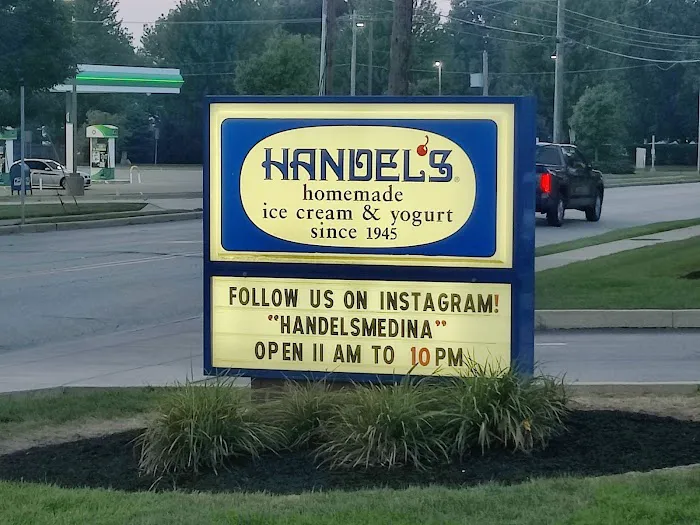 HANDEL'S
homemade
ice cream & yogurt
since 1945
FOLLOW US ON INSTAGRAM!
"HANDELSMEDINA"
OPEN 11 AM TO 10 PM